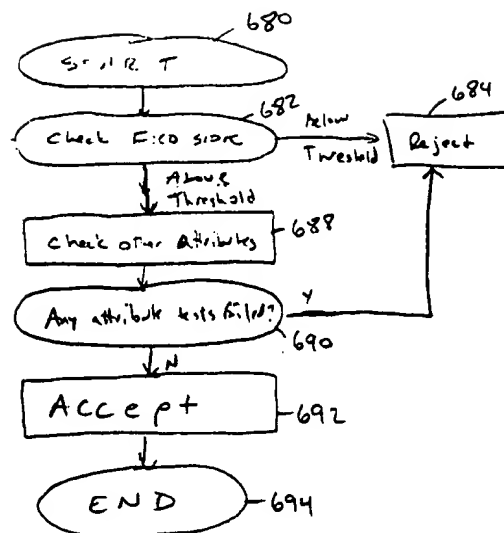 680
START
682
Check FICO score
Below
Threshold
684
Reject
Above
Threshold
Check other Attributes
688
Any attribute tests failed?
Y
690
N
Accept
692
END
694